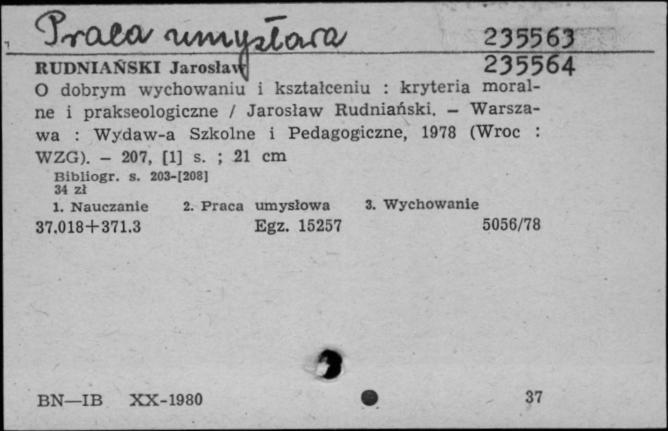 Praca umysłowa 235563
RUDNIAŃSKI Jarosław 235564
O dobrym wychowaniu i kształceniu : kryteria moral-
ne i prakseologiczne / Jarosław Rudniański. — Warsza-
wa : Wydaw-a Szkolne i Pedagogiczne, 1978 (Wroc :
WZG). — 207, [1] s. ; 21 cm
Bibliogr. s. 203-[208]
34 zł
1. Nauczanie 2. Praca umysłowa 3. Wychowanie
37.018+371.3 Egz. 15257 5056/78
BN—IB XX-1980 37